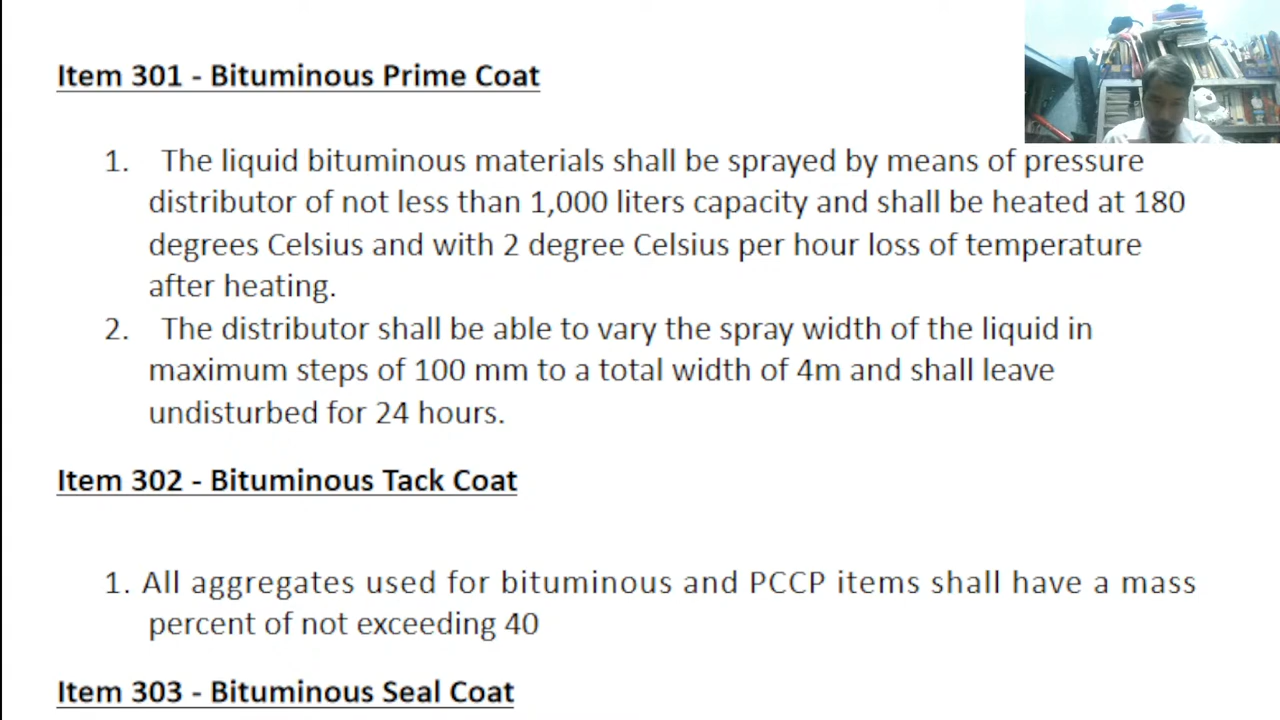 Item 301 - Bituminous Prime Coat
1. The liquid bituminous materials shall be sprayed by means of pressure
distributor of not less than 1,000 liters capacity and shall be heated at 180
degrees Celsius and with 2 degree Celsius per hour loss of temperature
after heating.
2. The distributor shall be able to vary the spray width of the liquid in
maximum steps of 100 mm to a total width of 4m and shall leave
undisturbed for 24 hours.
Item 302 - Bituminous Tack Coat
1. All aggregates used for bituminous and PCCP items shall have a mass
percent of not exceeding 40
Item 303 - Bituminous Seal Coat